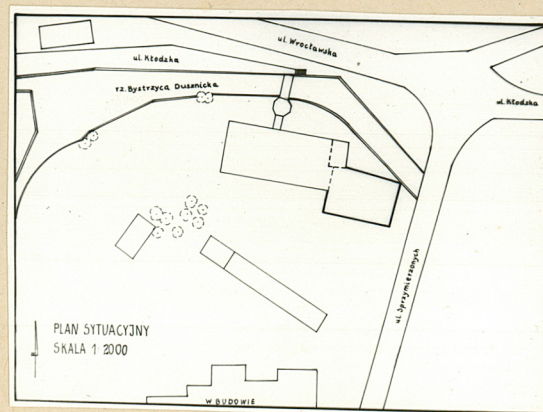 ul. Wrocławska
ul. Kłodzka
rz. Bystrzyca Dusznicka
ul. Kłodzka
ul. Sprzymierzonych
PLAN SYTUACYJNY
SKALA 1:2000
W BUDOWIE